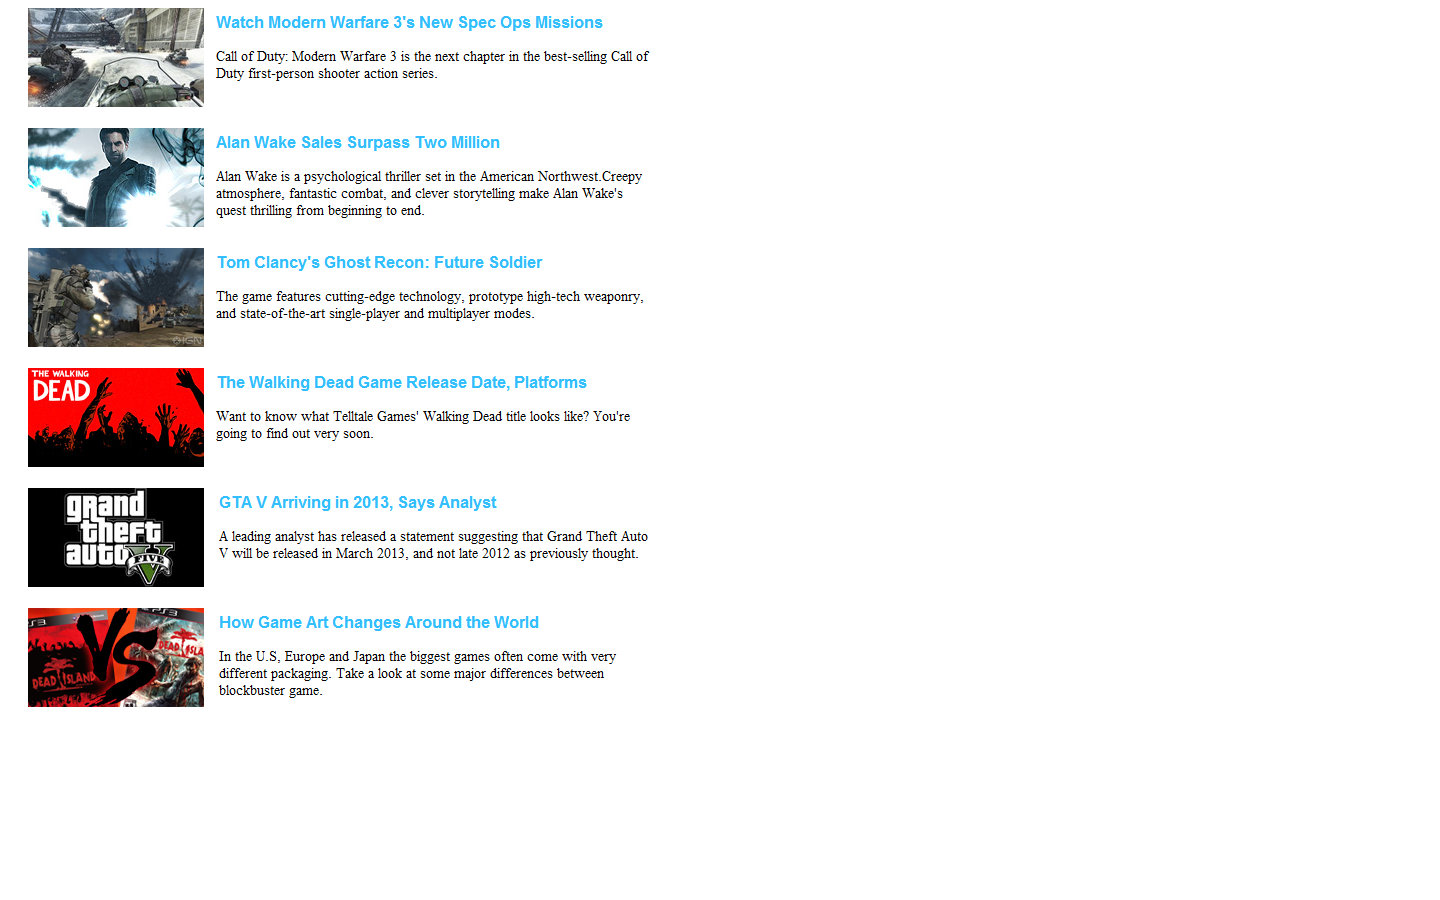 Watch Modern Warfare 3's New Spec Ops Missions
Call of Duty: Modern Warfare 3 is the next chapter in the best-selling Call of
Duty first-person shooter action series.
Alan Wake Sales Surpass Two Million
Alan Wake is a psychological thriller set in the American Northwest.Creepy
atmosphere, fantastic combat, and clever storytelling make Alan Wake's
quest thrilling from beginning to end.
Tom Clancy's Ghost Recon: Future Soldier
The game features cutting-edge technology, prototype high-tech weaponry,
and state-of-the-art single-player and multiplayer modes.
IGN
THE WALKING
DEAD
The Walking Dead Game Release Date, Platforms
Want to know what Telltale Games' Walking Dead title looks like? You're
going to find out very soon.
grand
theft
auto V
FIVE
GTA V Arriving in 2013, Says Analyst
A leading analyst has released a statement suggesting that Grand Theft Auto
V will be released in March 2013, and not late 2012 as previously thought.
VS
DEAD ISLAND
How Game Art Changes Around the World
In the U.S, Europe and Japan the biggest games often come with very
different packaging. Take a look at some major differences between
blockbuster game.